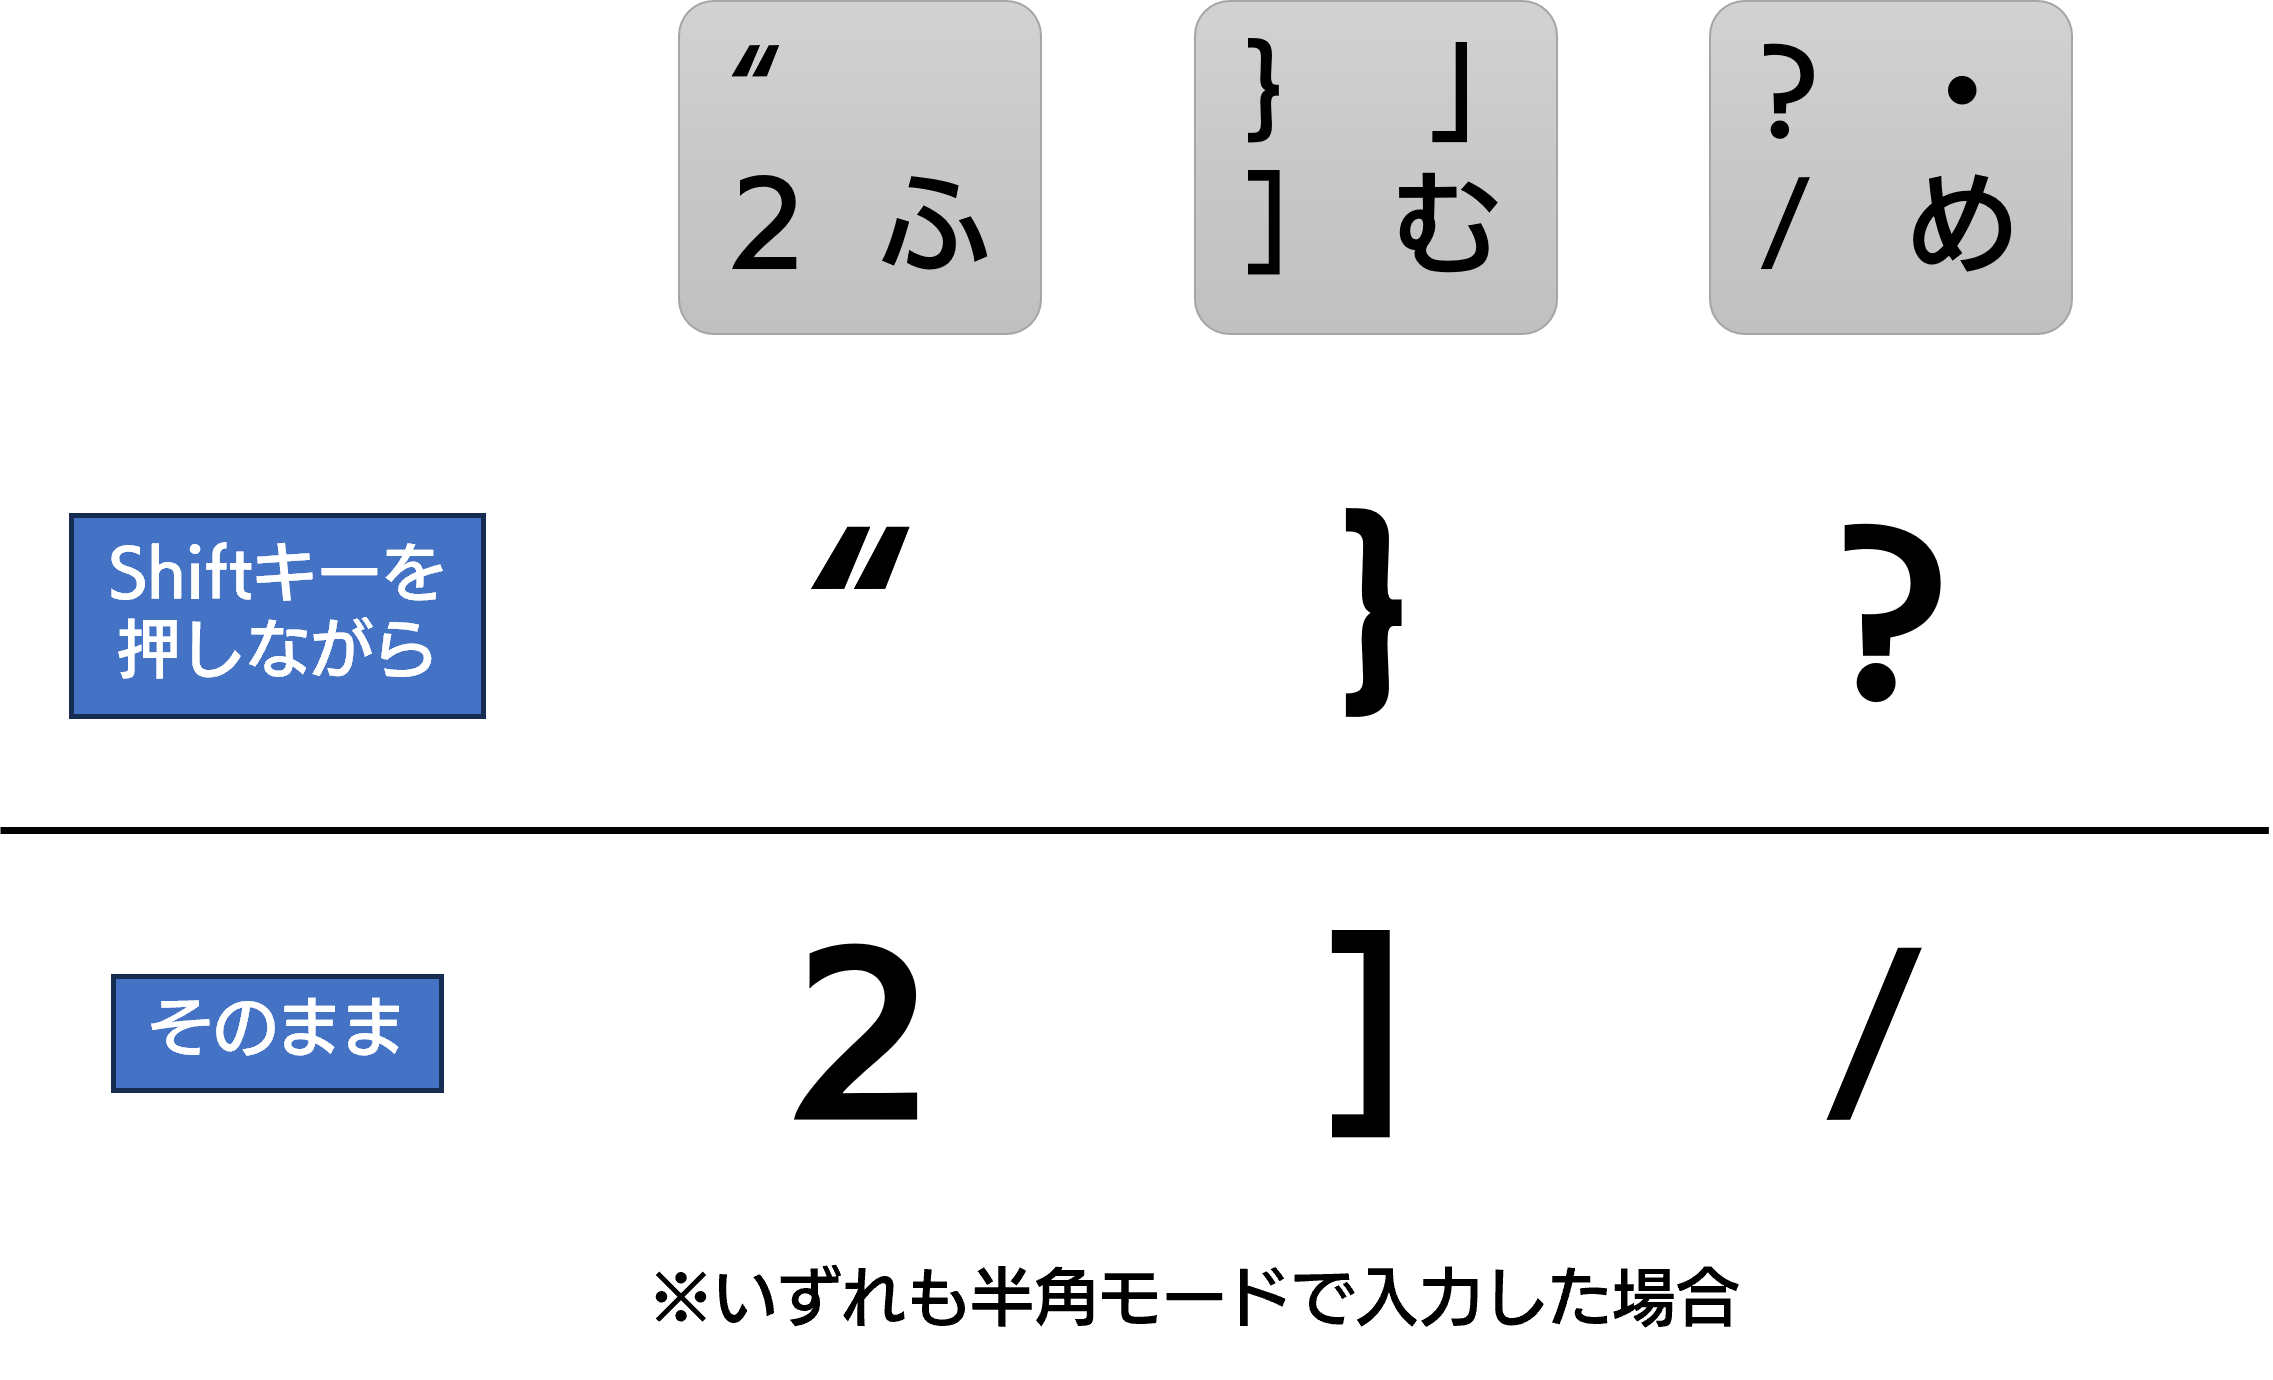 〃 } 」 ? ・
2 ふ ] む / め
Shiftキーを
押しながら
〃 } ?
そのまま
2 ] /
※いずれも半角モードで入力した場合